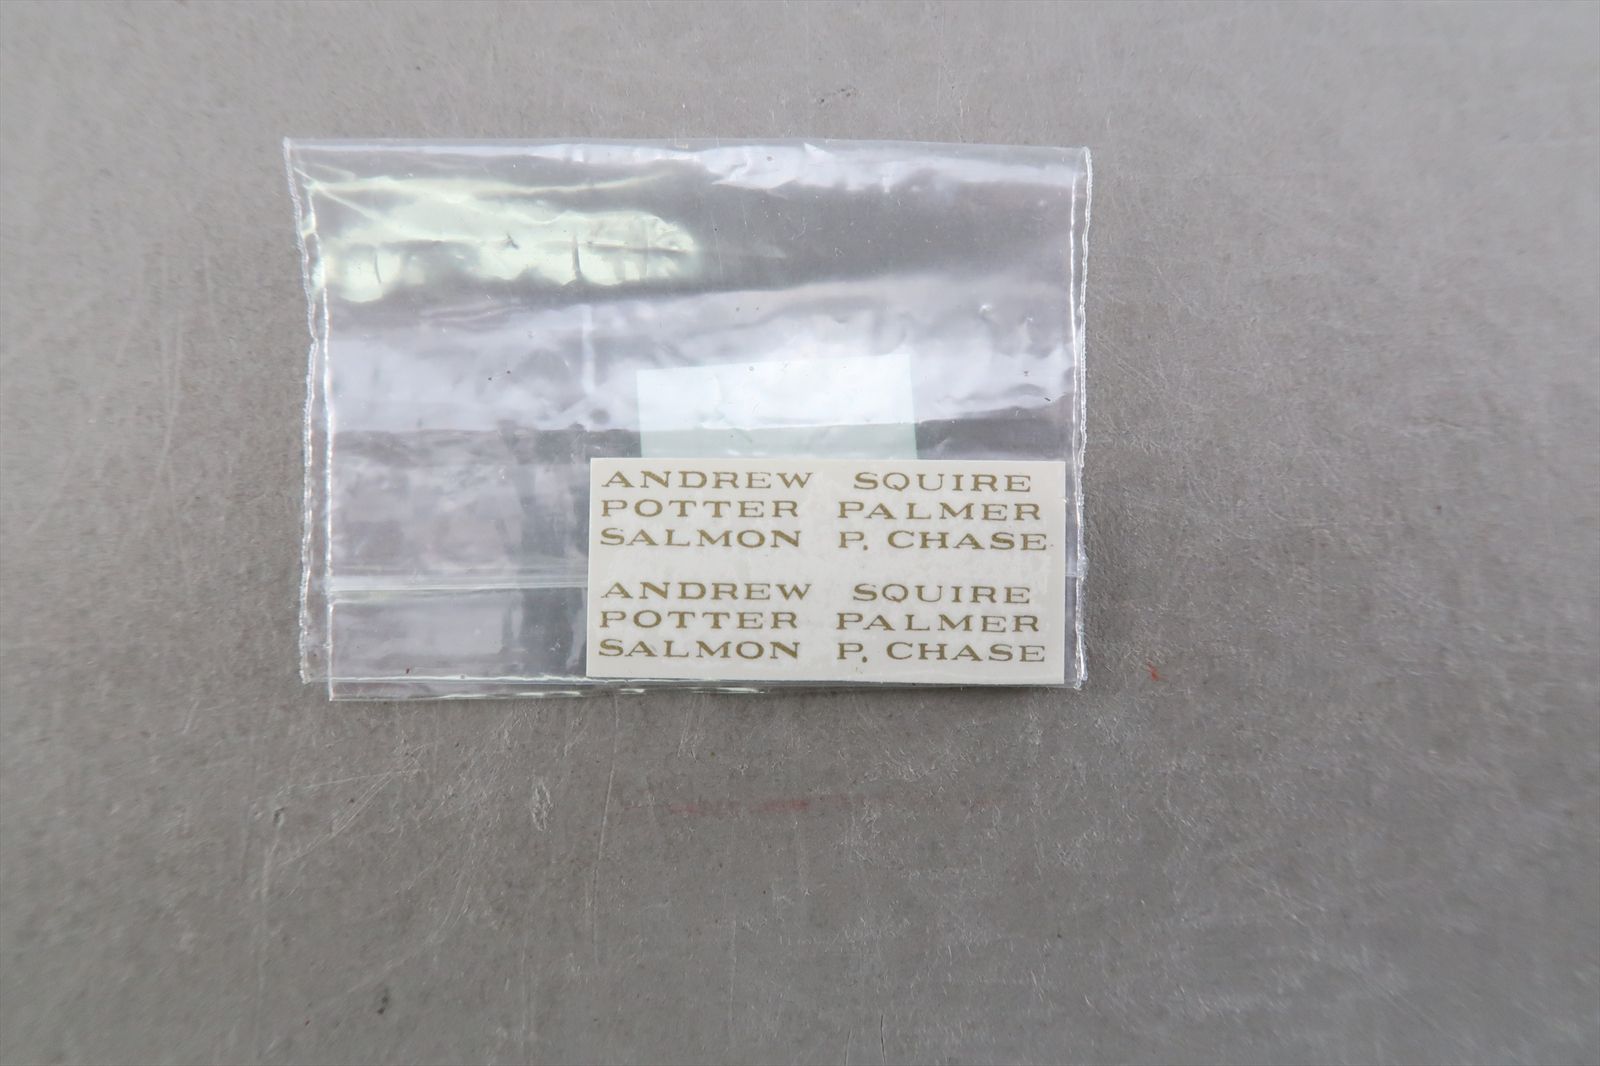 ANDREW SQUIRE
POTTER PALMER
SALMON P. CHASE
ANDREW SQUIRE
POTTER PALMER
SALMON P. CHASE